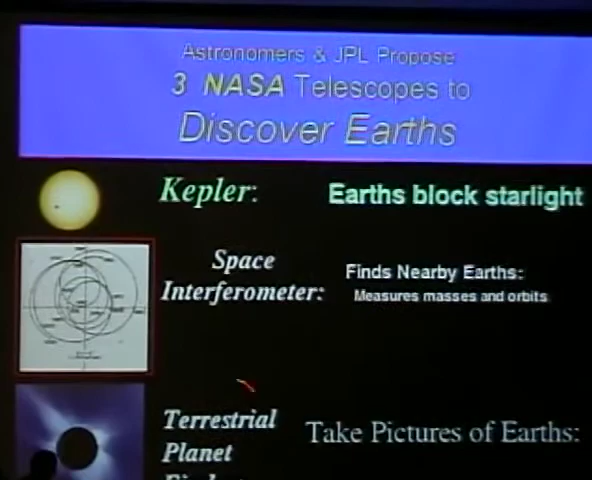 Astronomers & JPL Propose
3 NASA Telescopes to
Discover Earths
Kepler: Earths block starlight
Space
Interferometer:
Finds Nearby Earths:
Measures masses and orbits
Terrestrial
Planet
Take Pictures of Earths: